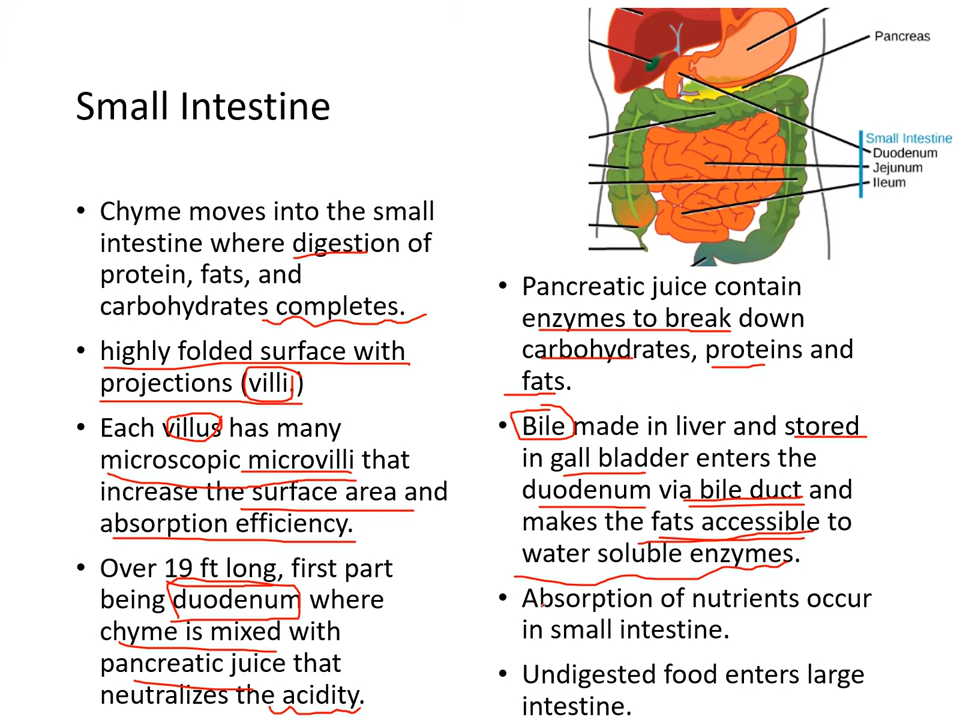 Small Intestine
• Chyme moves into the small
intestine where digestion of
protein, fats, and
carbohydrates completes.
• highly folded surface with
projections (villi.)
• Each villus has many
microscopic microvilli that
increase the surface area and
absorption efficiency.
• Over 19 ft long, first part
being duodenum where
chyme is mixed with
pancreatic juice that
neutralizes the acidity.
Pancreas
Small Intestine
Duodenum
Jejunum
Ileum
• Pancreatic juice contain
enzymes to break down
carbohydrates, proteins and
fats.
• Bile made in liver and stored
in gall bladder enters the
duodenum via bile duct and
makes the fats accessible to
water soluble enzymes.
• Absorption of nutrients occur
in small intestine.
• Undigested food enters large
intestine.